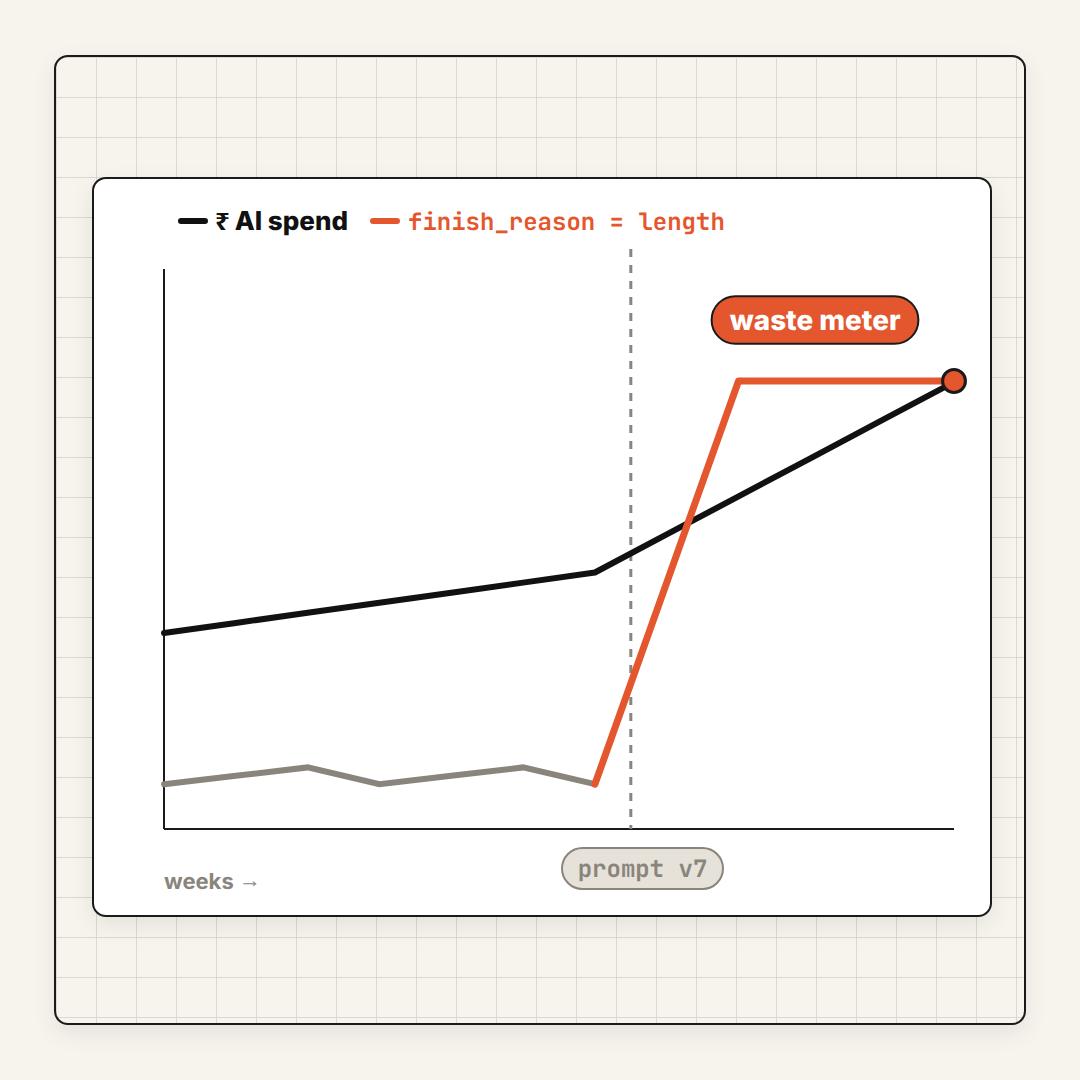 ₹ AI spend finish_reason = length
waste meter
prompt v7
weeks →